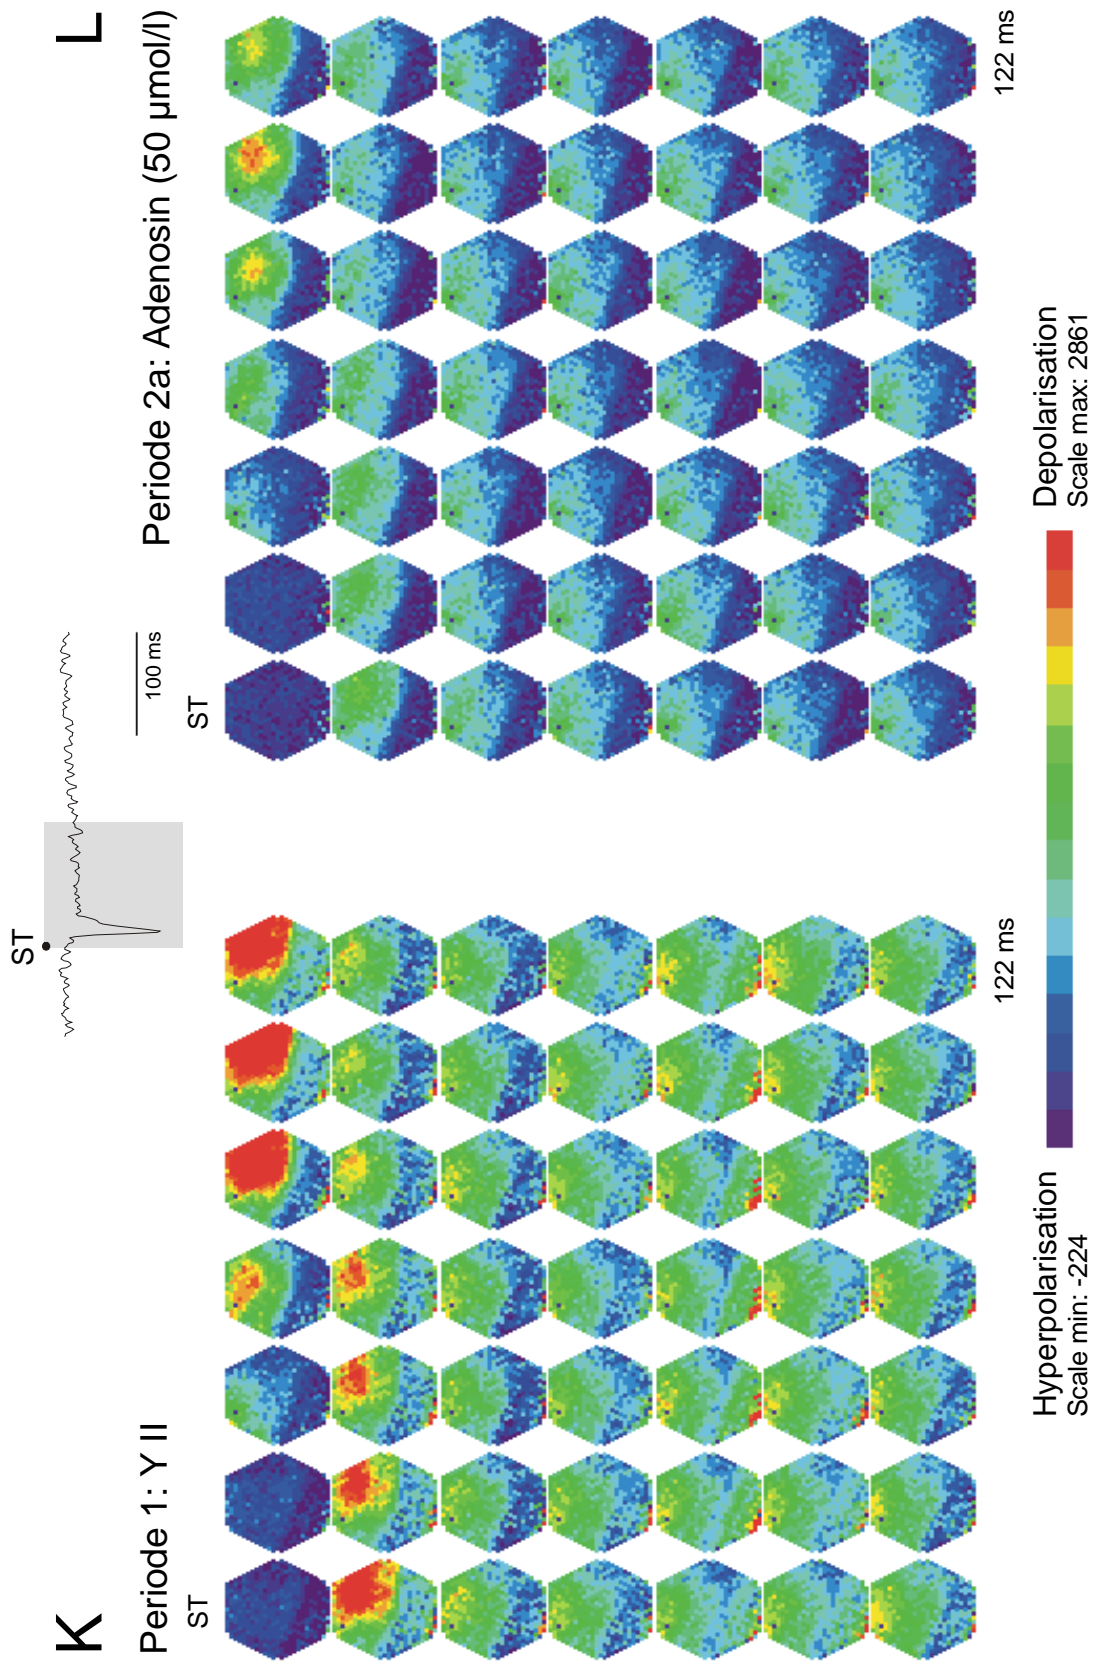 K
L
Periode 1: Y II
Periode 2a: Adenosin (50 µmol/l)
ST
100 ms
ST
ST
122 ms
122 ms
Hyperpolarisation
Scale min: -224
Depolarisation
Scale max: 2861